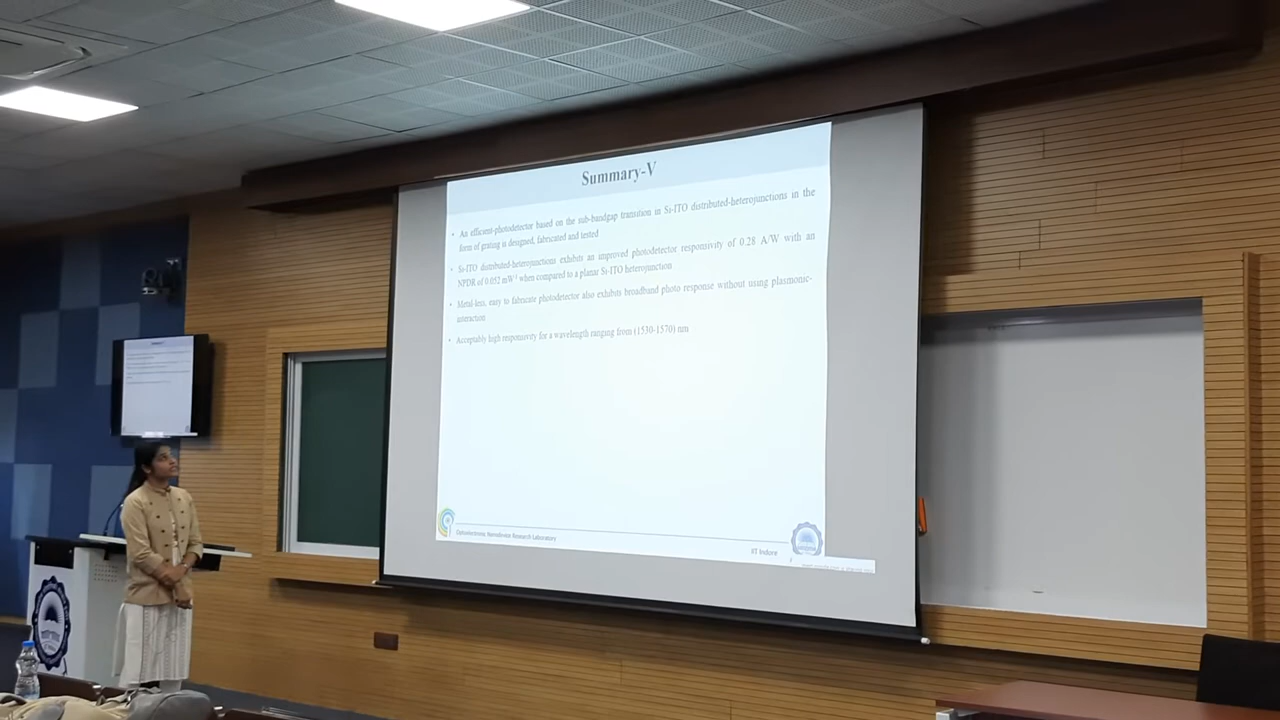 Summary-V
• An efficient-photodetector based on the sub-bandgap transition in Si-ITO distributed-heterojunctions in the
form of grating is designed, fabricated and tested
• Si-ITO distributed-heterojunctions exhibits an improved photodetector responsivity of 0.28 A/W with an
NPDR of 0.052 mW⁻¹ when compared to a planar Si-ITO heterojunction
• Metal-less, easy to fabricate photodetector also exhibits broadband photo response without using plasmonic-
interaction
• Acceptably high responsivity for a wavelength ranging from (1530-1570) nm
Optoelectronic Nanodevice Research Laboratory
IIT Indore